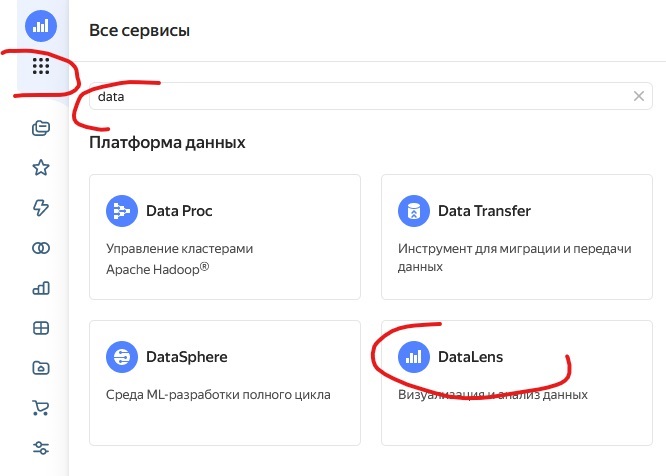 Все сервисы
data
Платформа данных
Data Proc
Управление кластерами
Apache Hadoop®
Data Transfer
Инструмент для миграции и передачи
данных
DataSphere
Среда ML-разработки полного цикла
DataLens
Визуализация и анализ данных